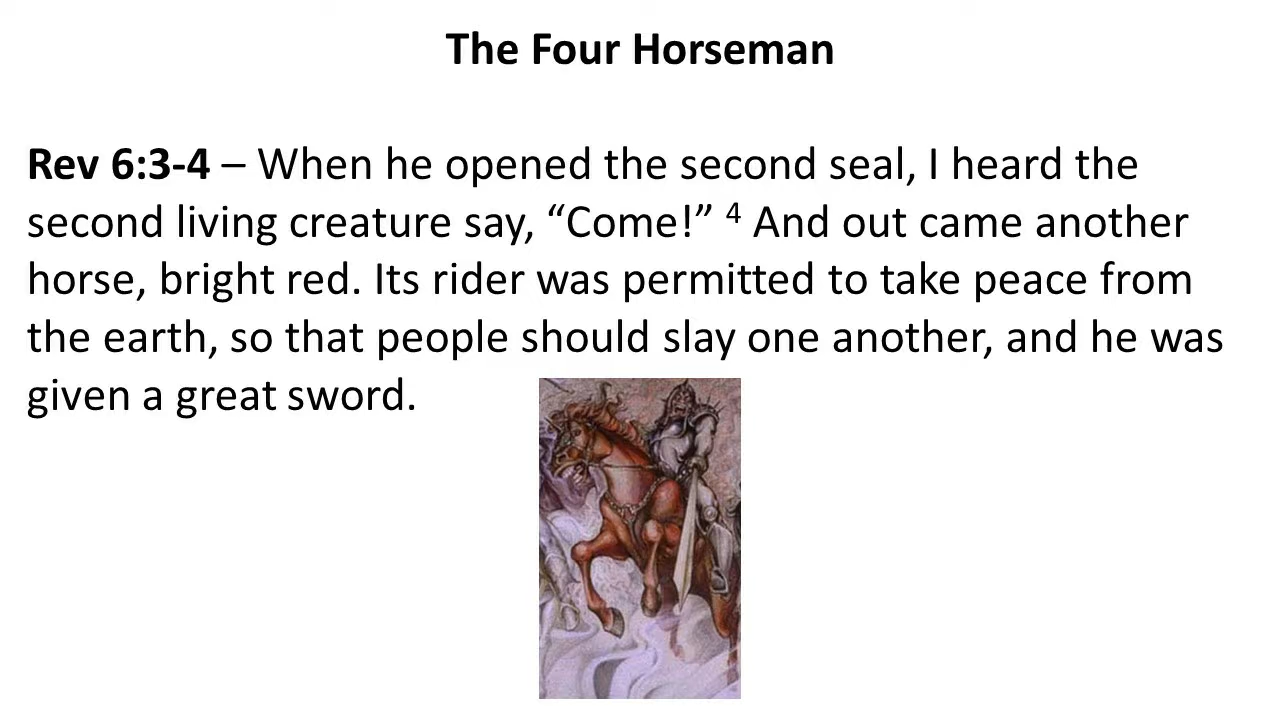 The Four Horseman
Rev 6:3-4 – When he opened the second seal, I heard the
second living creature say, “Come!” ⁴ And out came another
horse, bright red. Its rider was permitted to take peace from
the earth, so that people should slay one another, and he was
given a great sword.